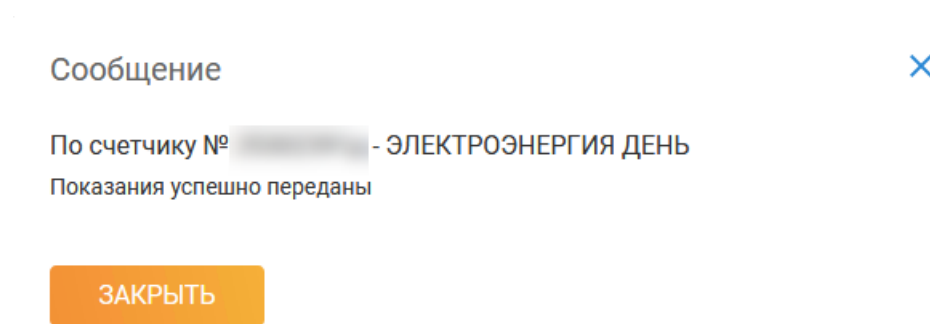 Сообщение
По счетчику № - ЭЛЕКТРОЭНЕРГИЯ ДЕНЬ
Показания успешно переданы
ЗАКРЫТЬ